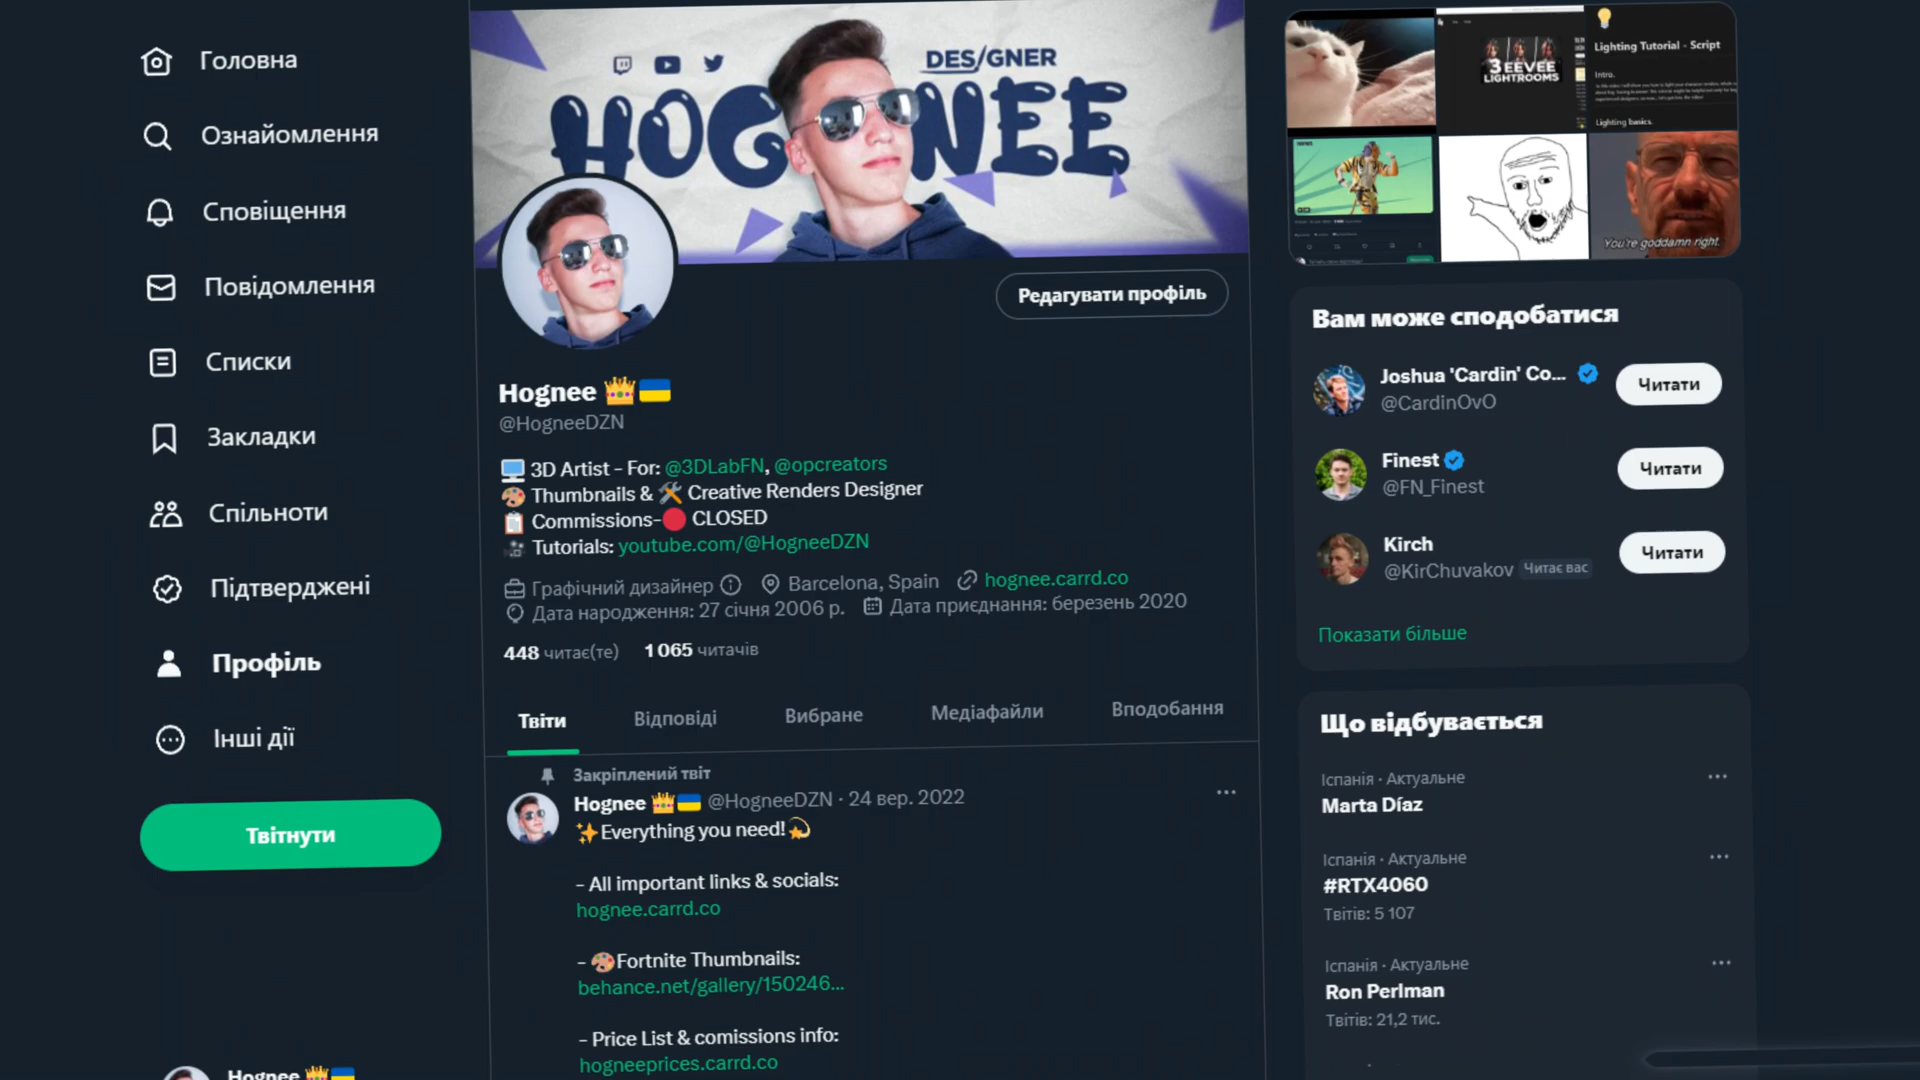 Головна
Ознайомлення
Сповіщення
Повідомлення
Списки
Закладки
Спільноти
Підтверджені
Профіль
Інші дії
Твітнути
Hognee
DES/GNER
HOGNEE
Редагувати профіль
Hognee
@HogneeDZN
3D Artist - For: @3DLabFN, @opcreators
Thumbnails & 🛠 Creative Renders Designer
Commissions-🔴 CLOSED
Tutorials: youtube.com/@HogneeDZN
Графічний дизайнер Barcelona, Spain hognee.carrd.co
Дата народження: 27 січня 2006 р. Дата приєднання: березень 2020
448 читає(те) 1 065 читачів
Твіти Відповіді Вибране Медіафайли Вподобання
Закріплений твіт
Hognee 👑🇺🇦 @HogneeDZN · 24 вер. 2022
✨Everything you need!💫
- All important links & socials:
hognee.carrd.co
- 🎨Fortnite Thumbnails:
behance.net/gallery/150246...
- Price List & comissions info:
hogneeprices.carrd.co
3 EEVEE
LIGHTROOMS
Lighting Tutorial - Script
Intro.
Lighting basics.
You're goddamn right.
Вам може сподобатися
Joshua 'Cardin' Co...
@CardinOvO
Читати
Finest
@FN_Finest
Читати
Kirch
@KirChuvakov Читає вас
Читати
Показати більше
Що відбувається
Іспанія · Актуальне
Marta Díaz
Іспанія · Актуальне
#RTX4060
Твітів: 5 107
Іспанія · Актуальне
Ron Perlman
Твітів: 21,2 тис.